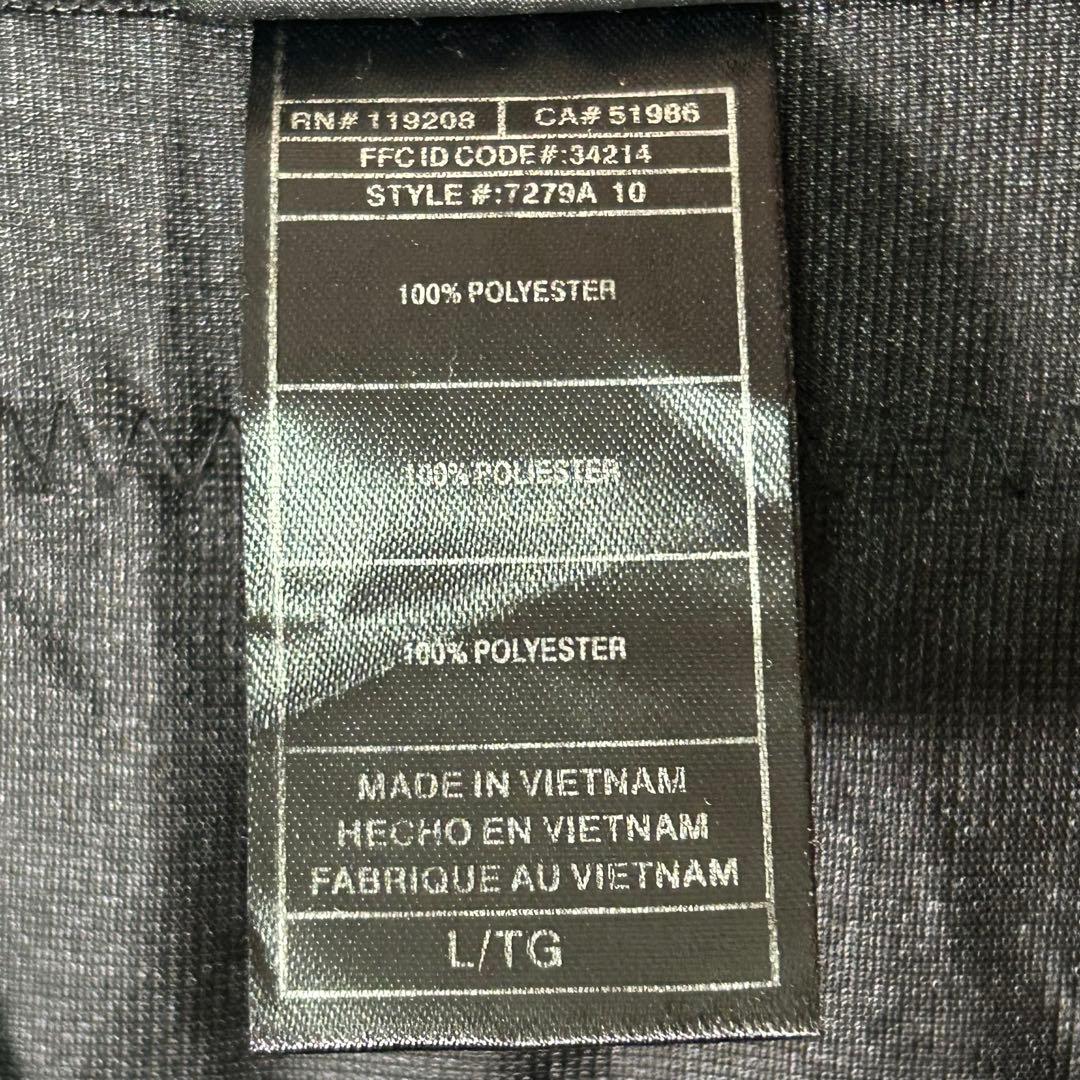 RN# 119208 CA# 51986
FFC ID CODE#:34214
STYLE #:7279A 10
100% POLYESTER
100% POLIESTER
100% POLYESTER
MADE IN VIETNAM
HECHO EN VIETNAM
FABRIQUE AU VIETNAM
L/TG